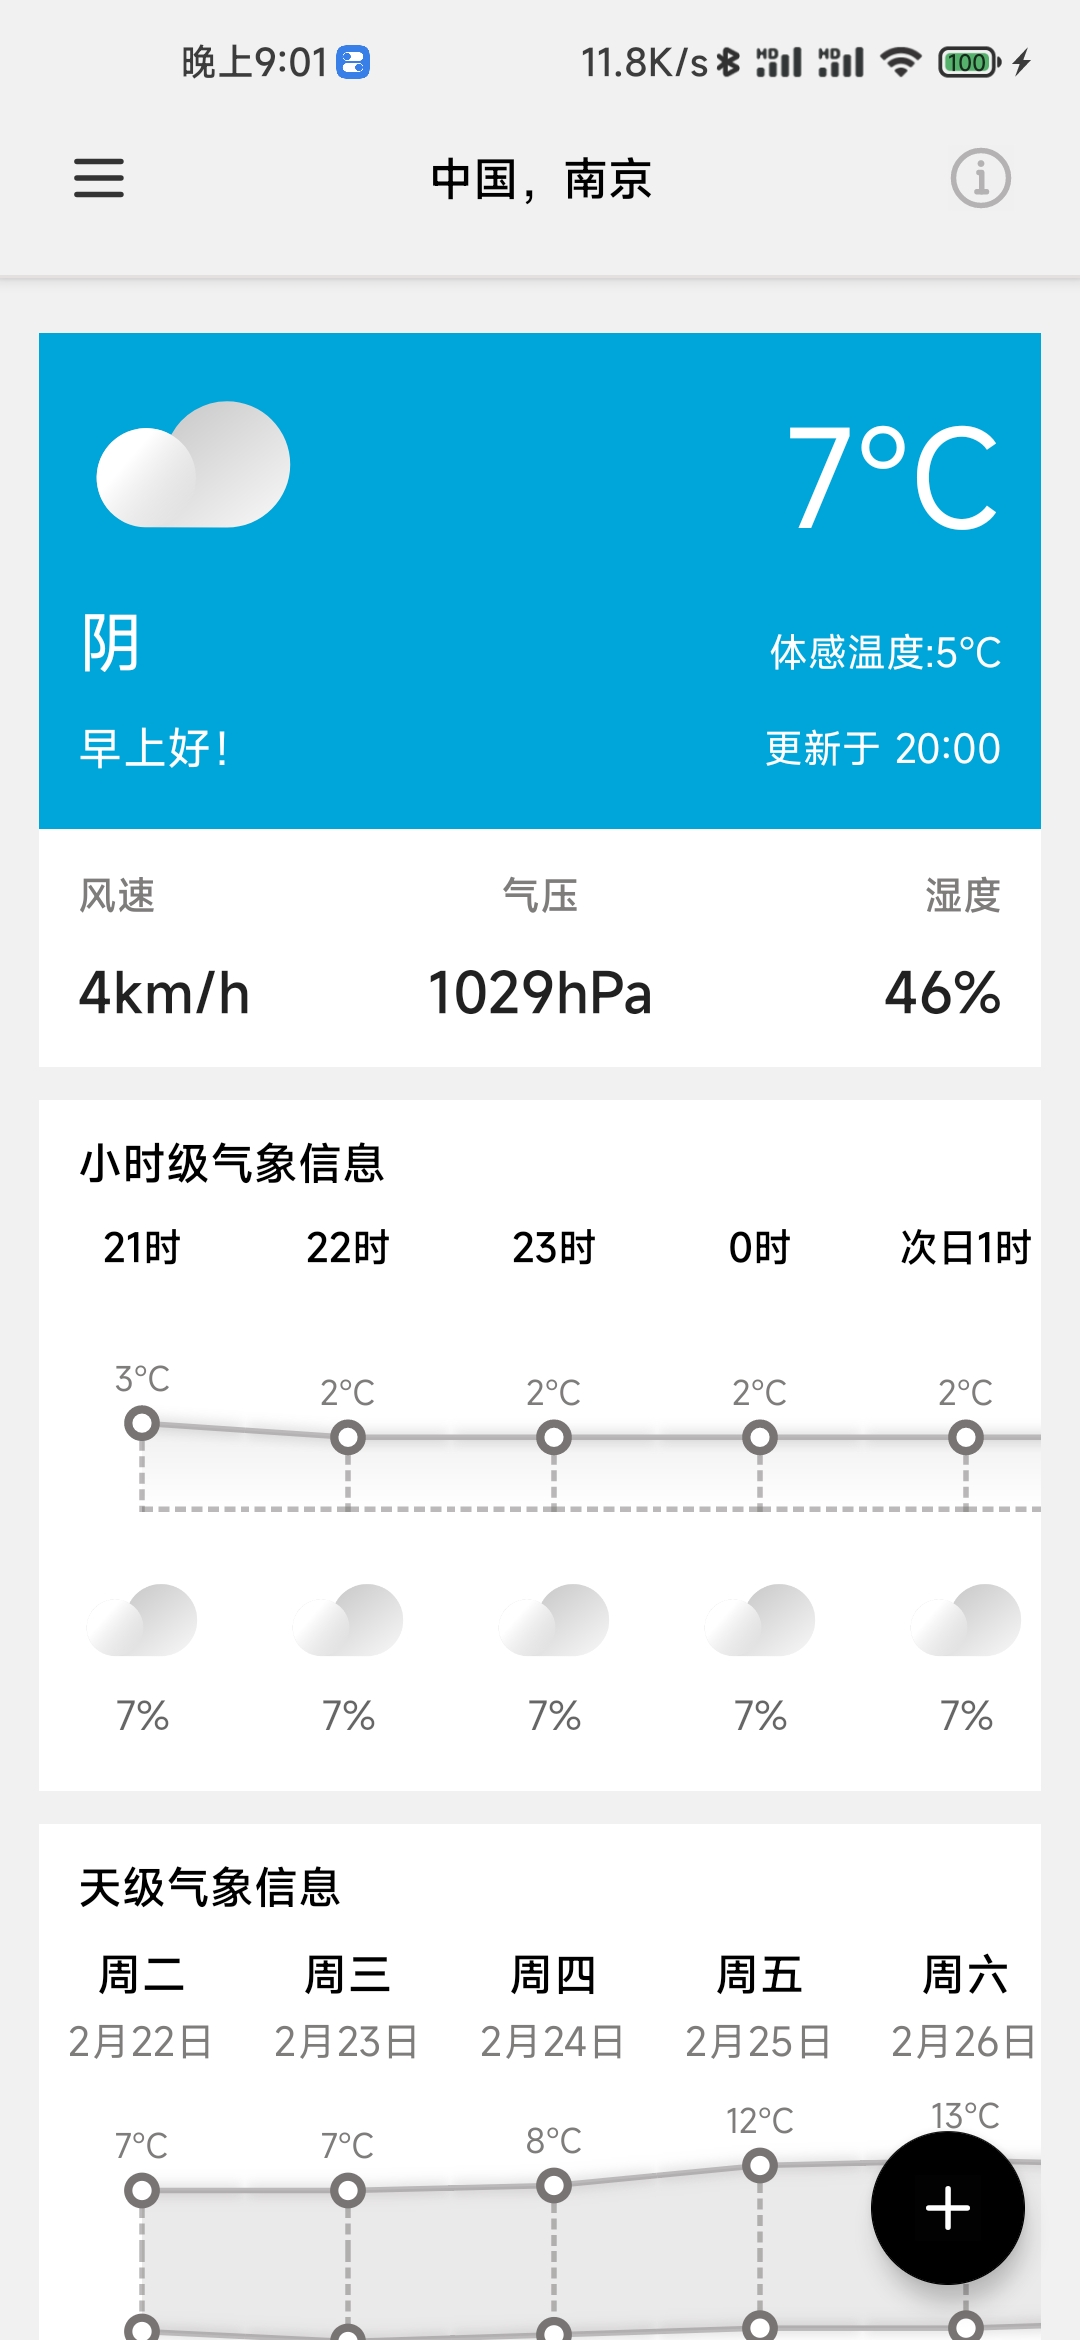 晚上9:01 11.8K/s HD HD 100
中国，南京
7°C
阴
体感温度:5°C
早上好！
更新于 20:00
风速 气压 湿度
4km/h 1029hPa 46%
小时级气象信息
21时 22时 23时 0时 次日1时
3°C 2°C 2°C 2°C 2°C
7% 7% 7% 7% 7%
天级气象信息
周二 周三 周四 周五 周六
2月22日 2月23日 2月24日 2月25日 2月26日
7°C 7°C 8°C 12°C 13°C